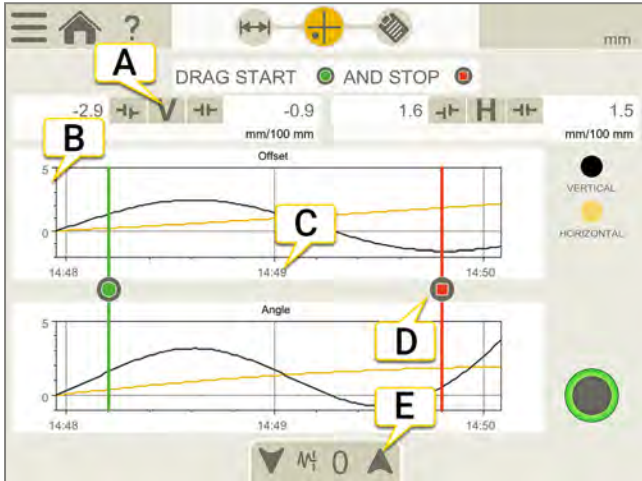 ?
mm
DRAG START AND STOP
A
-2.9 V -0.9
mm/100 mm
1.6 H 1.5
mm/100 mm
B
Offset
5
0
C
14:48 14:49 14:50
VERTICAL
HORIZONTAL
Angle
5
0
D
14:48 14:49 14:50
E
0